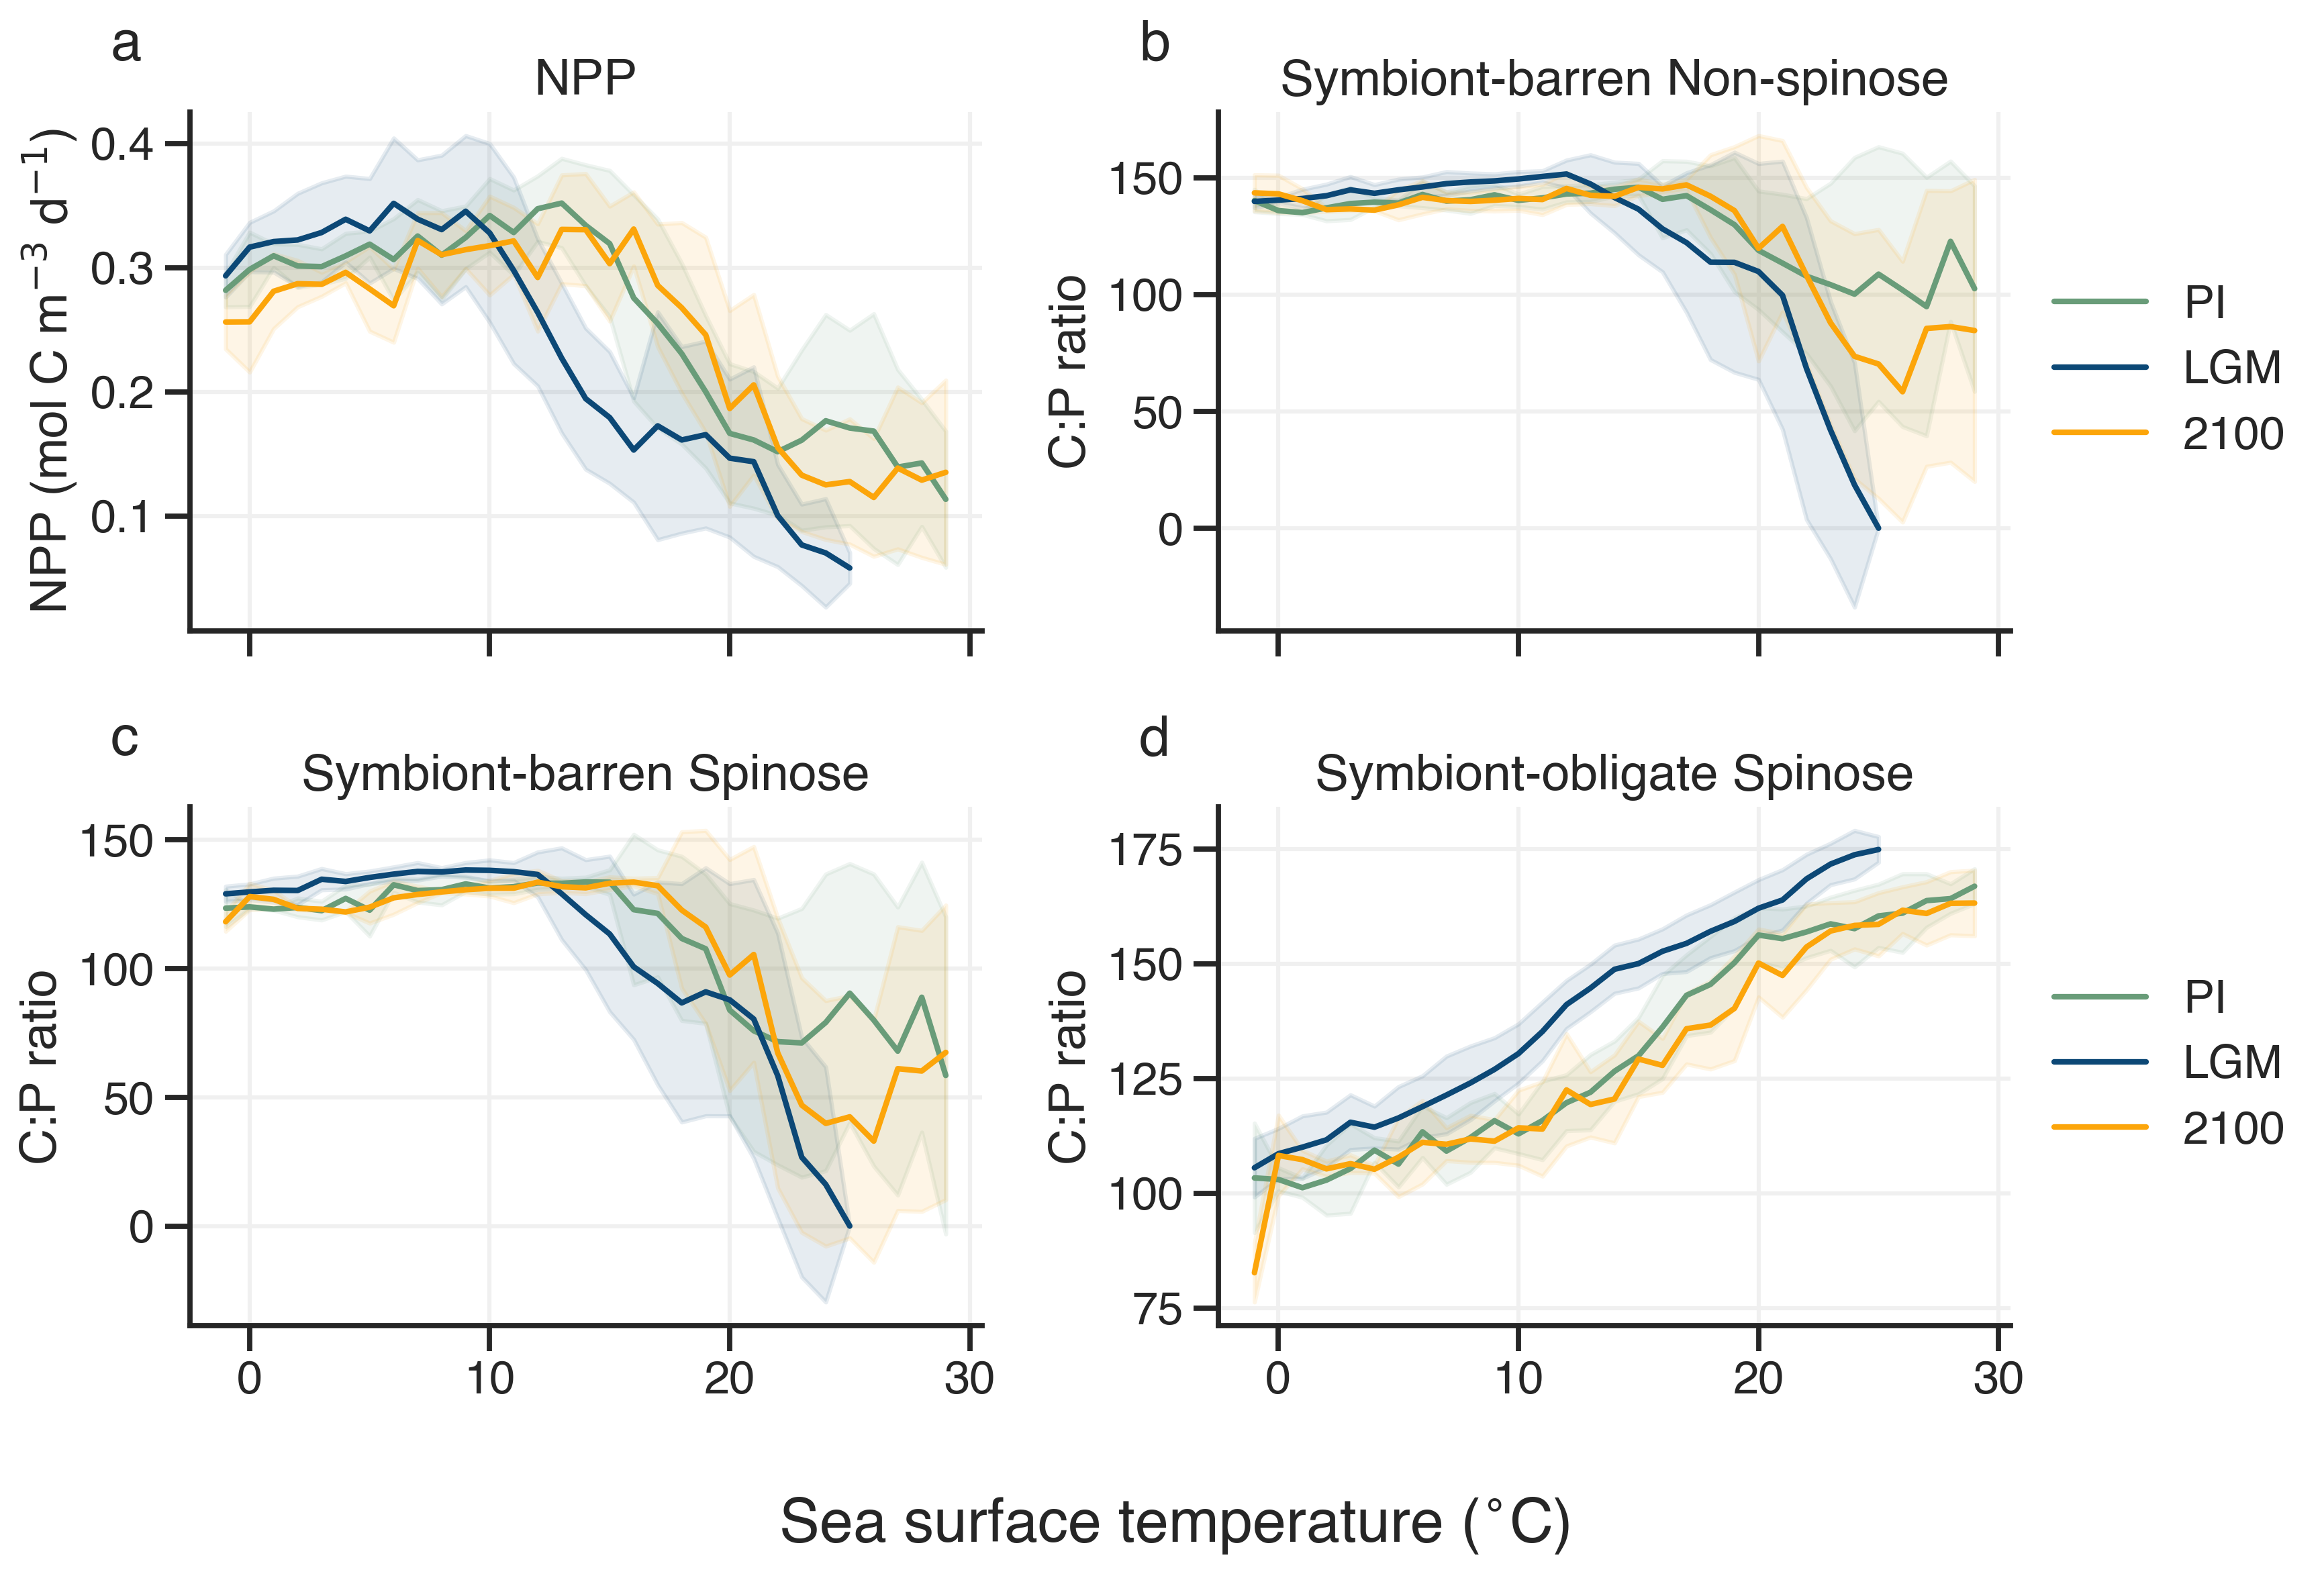 a
NPP
NPP (mol C m⁻³ d⁻¹)
0.4
0.3
0.2
0.1
b
Symbiont-barren Non-spinose
C:P ratio
150
100
50
0
PI
LGM
2100
c
Symbiont-barren Spinose
C:P ratio
150
100
50
0
0 10 20 30
d
Symbiont-obligate Spinose
C:P ratio
175
150
125
100
75
0 10 20 30
PI
LGM
2100
Sea surface temperature (°C)